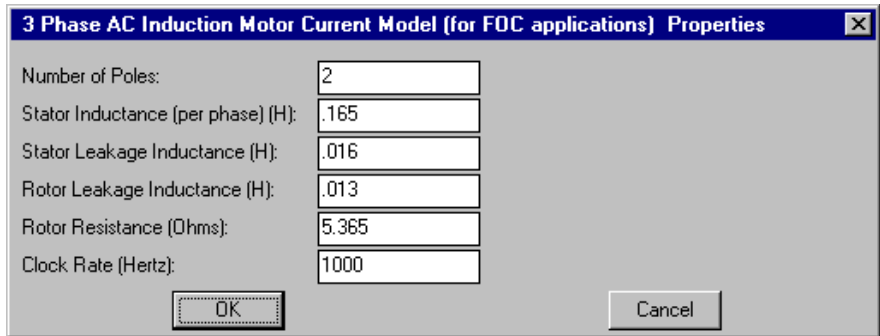 3 Phase AC Induction Motor Current Model (for FOC applications) Properties
Number of Poles: 2
Stator Inductance (per phase) (H): .165
Stator Leakage Inductance (H): .016
Rotor Leakage Inductance (H): .013
Rotor Resistance (Ohms): 5.365
Clock Rate (Hertz): 1000
OK Cancel